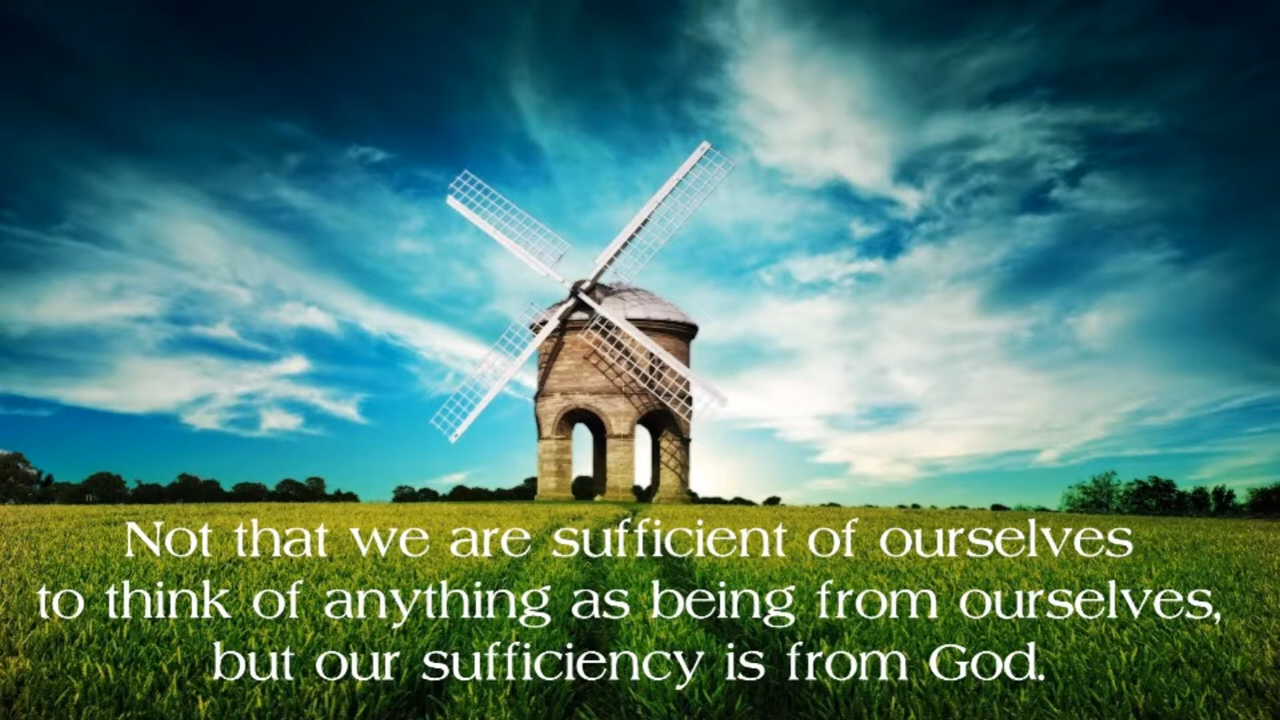 Not that we are sufficient of ourselves
to think of anything as being from ourselves,
but our sufficiency is from God.